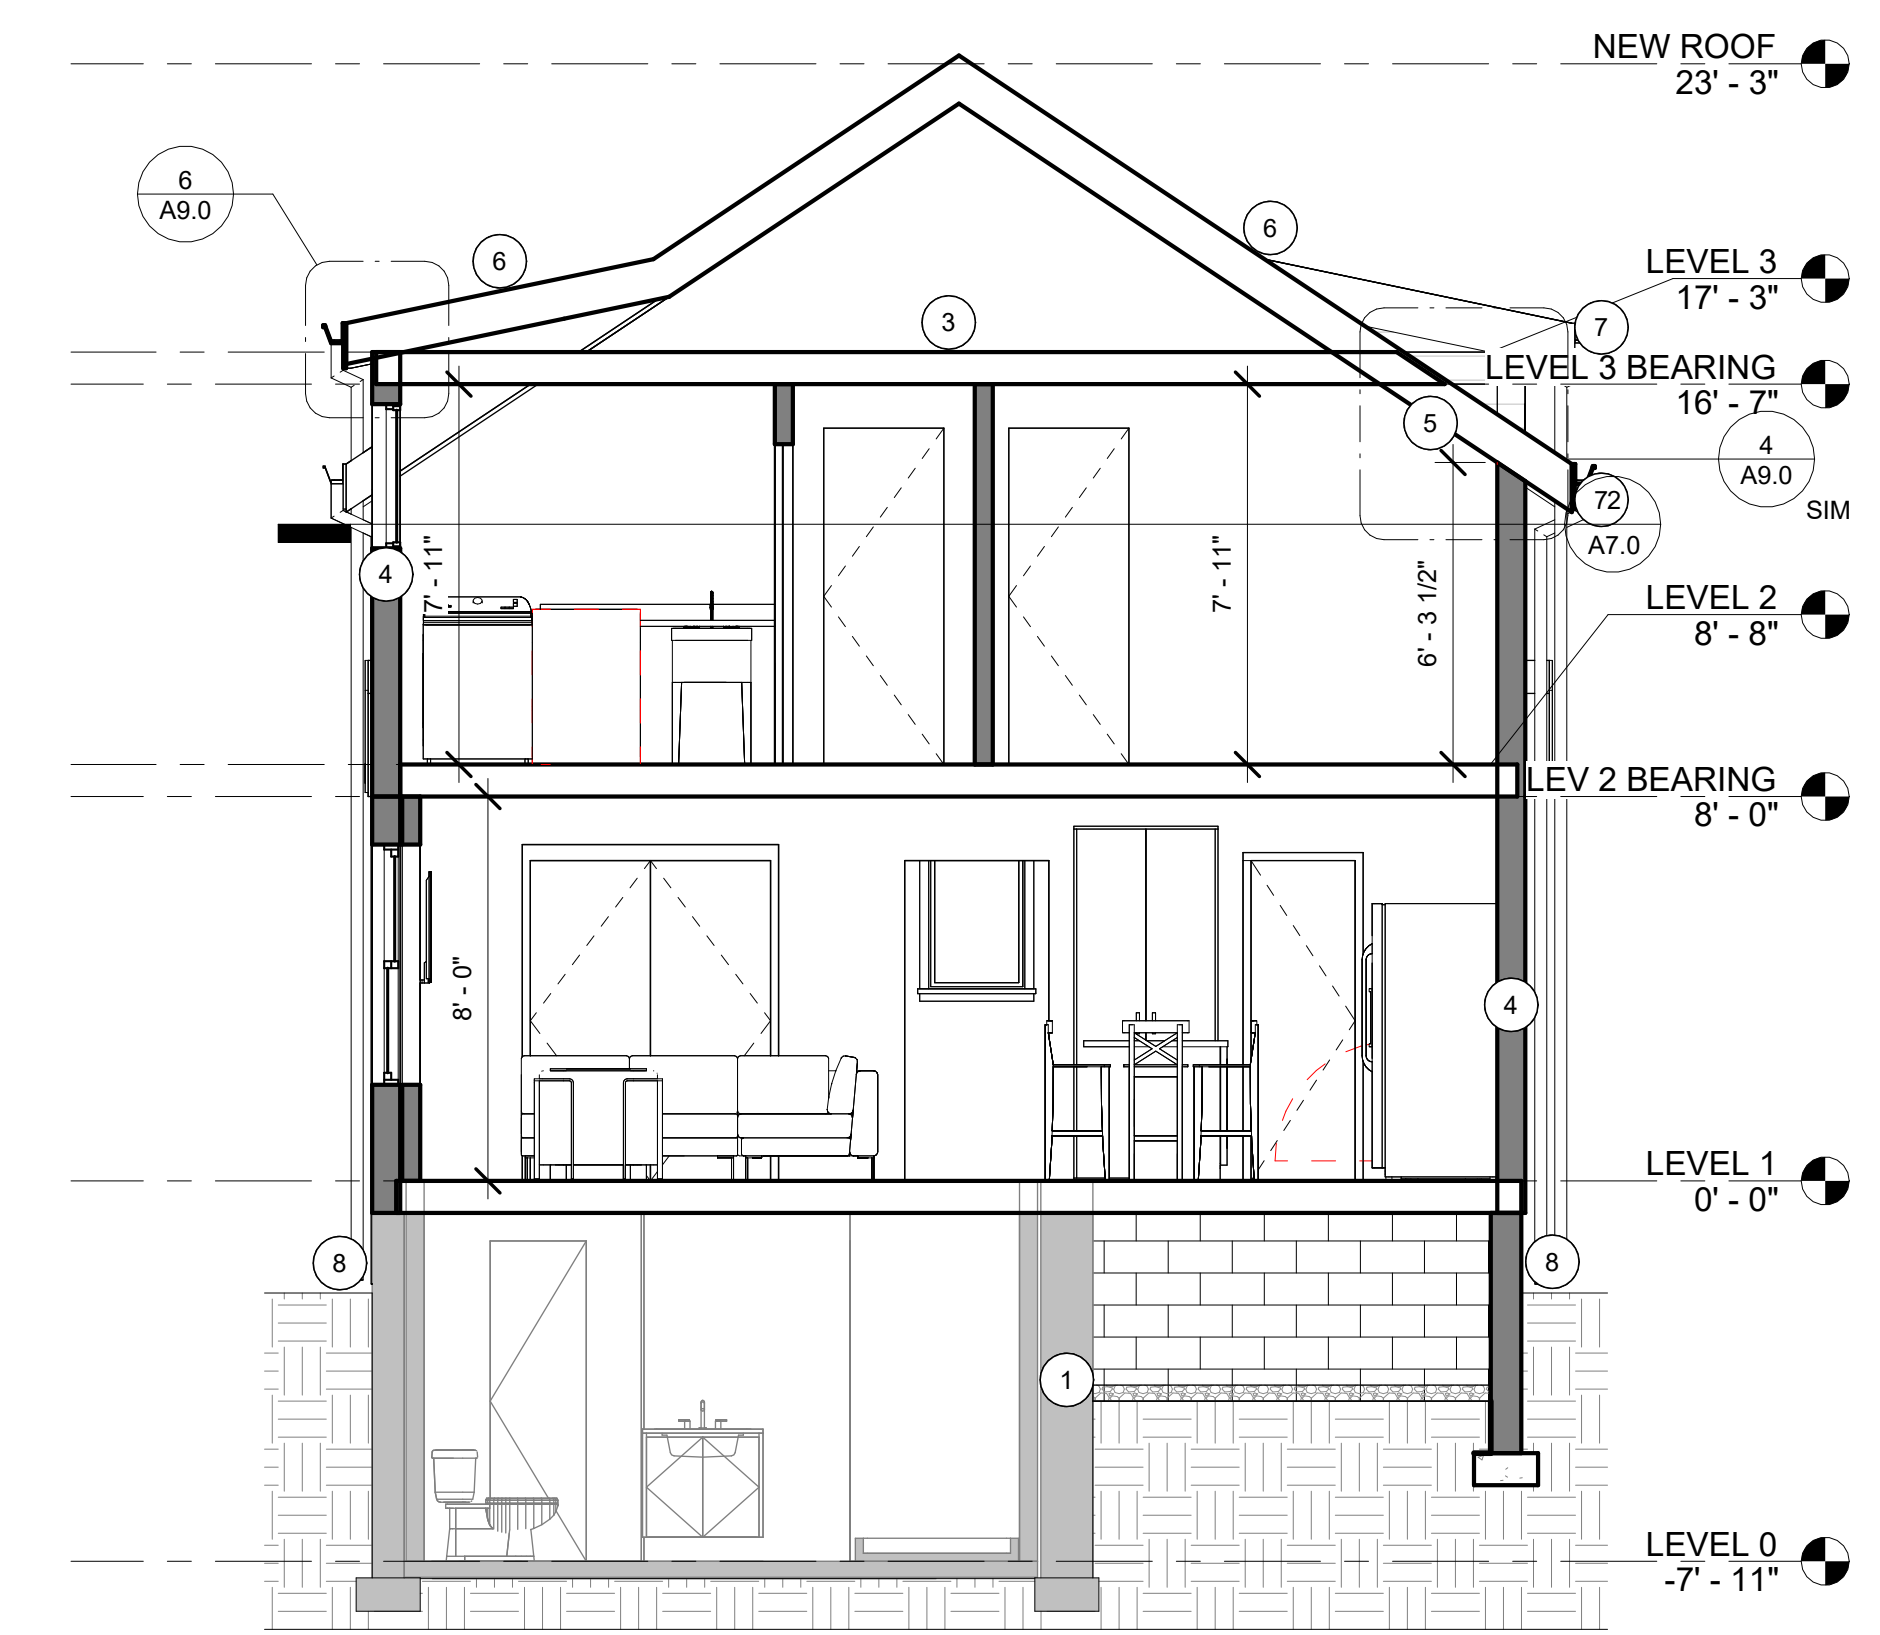 NEW ROOF
23' - 3"
6
A9.0
6
6
LEVEL 3
17' - 3"
3
7
LEVEL 3 BEARING
16' - 7"
5
4
A9.0
SIM
72
A7.0
4
7' - 11"
7' - 11"
6' - 3 1/2"
LEVEL 2
8' - 8"
LEV 2 BEARING
8' - 0"
8' - 0"
4
LEVEL 1
0' - 0"
8
8
1
LEVEL 0
-7' - 11"